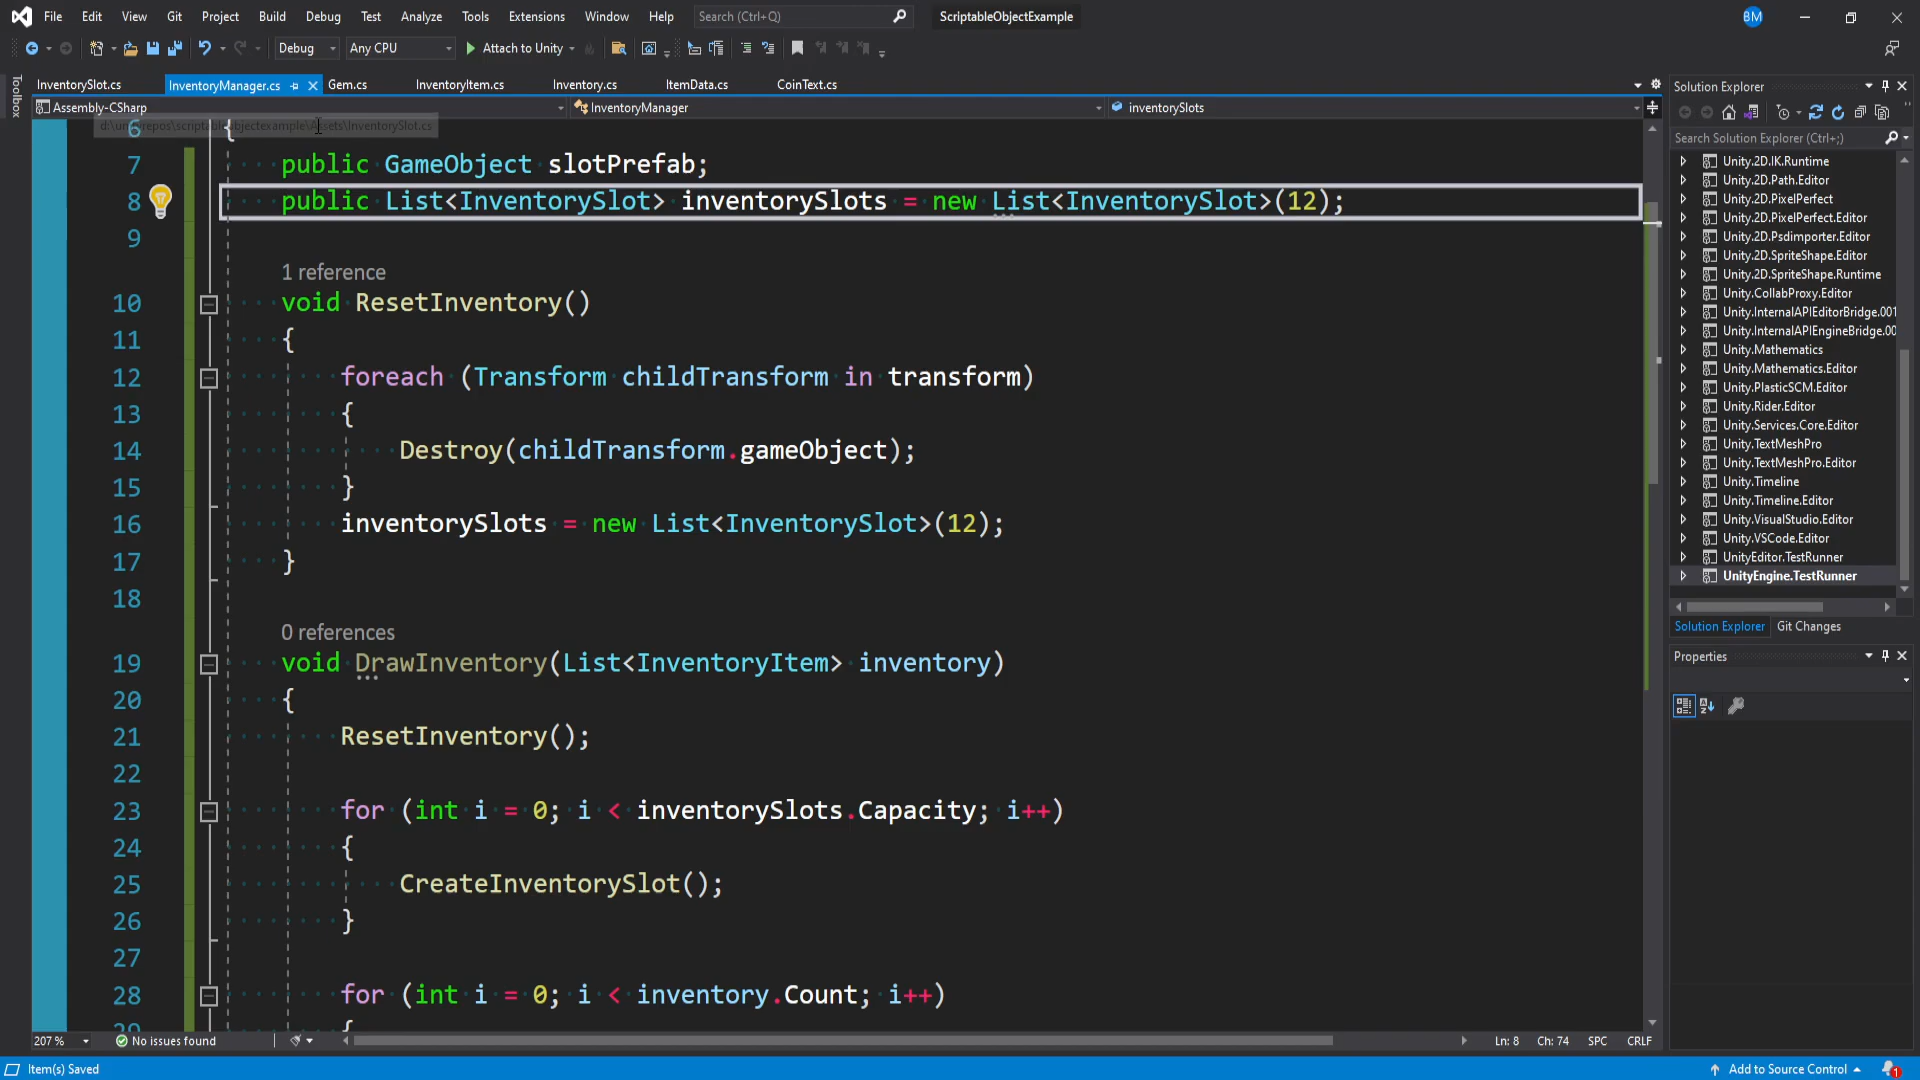 File Edit View Git Project Build Debug Test Analyze Tools Extensions Window Help Search (Ctrl+Q) ScriptableObjectExample BM
Debug Any CPU Attach to Unity
InventorySlot.cs InventoryManager.cs Gem.cs InventoryItem.cs Inventory.cs ItemData.cs CoinText.cs
Assembly-CSharp InventoryManager inventorySlots
Toolbox
6 {
7 public GameObject slotPrefab;
8 public List<InventorySlot> inventorySlots = new List<InventorySlot>(12);
9
1 reference
10 void ResetInventory()
11 {
12 foreach (Transform childTransform in transform)
13 {
14 Destroy(childTransform.gameObject);
15 }
16 inventorySlots = new List<InventorySlot>(12);
17 }
18
0 references
19 void DrawInventory(List<InventoryItem> inventory)
20 {
21 ResetInventory();
22
23 for (int i = 0; i < inventorySlots.Capacity; i++)
24 {
25 CreateInventorySlot();
26 }
27
28 for (int i = 0; i < inventory.Count; i++)
29 {
207 % No issues found Ln: 8 Ch: 74 SPC CRLF
Item(s) Saved Add to Source Control 1
Solution Explorer
Search Solution Explorer (Ctrl+;)
Unity.2D.IK.Runtime
Unity.2D.Path.Editor
Unity.2D.PixelPerfect
Unity.2D.PixelPerfect.Editor
Unity.2D.Psdimporter.Editor
Unity.2D.SpriteShape.Editor
Unity.2D.SpriteShape.Runtime
Unity.CollabProxy.Editor
Unity.InternalAPIEditorBridge.001
Unity.InternalAPIEngineBridge.00
Unity.Mathematics
Unity.Mathematics.Editor
Unity.PlasticSCM.Editor
Unity.Rider.Editor
Unity.Services.Core.Editor
Unity.TextMeshPro
Unity.TextMeshPro.Editor
Unity.Timeline
Unity.Timeline.Editor
Unity.VisualStudio.Editor
Unity.VSCode.Editor
UnityEditor.TestRunner
UnityEngine.TestRunner
Solution Explorer Git Changes
Properties